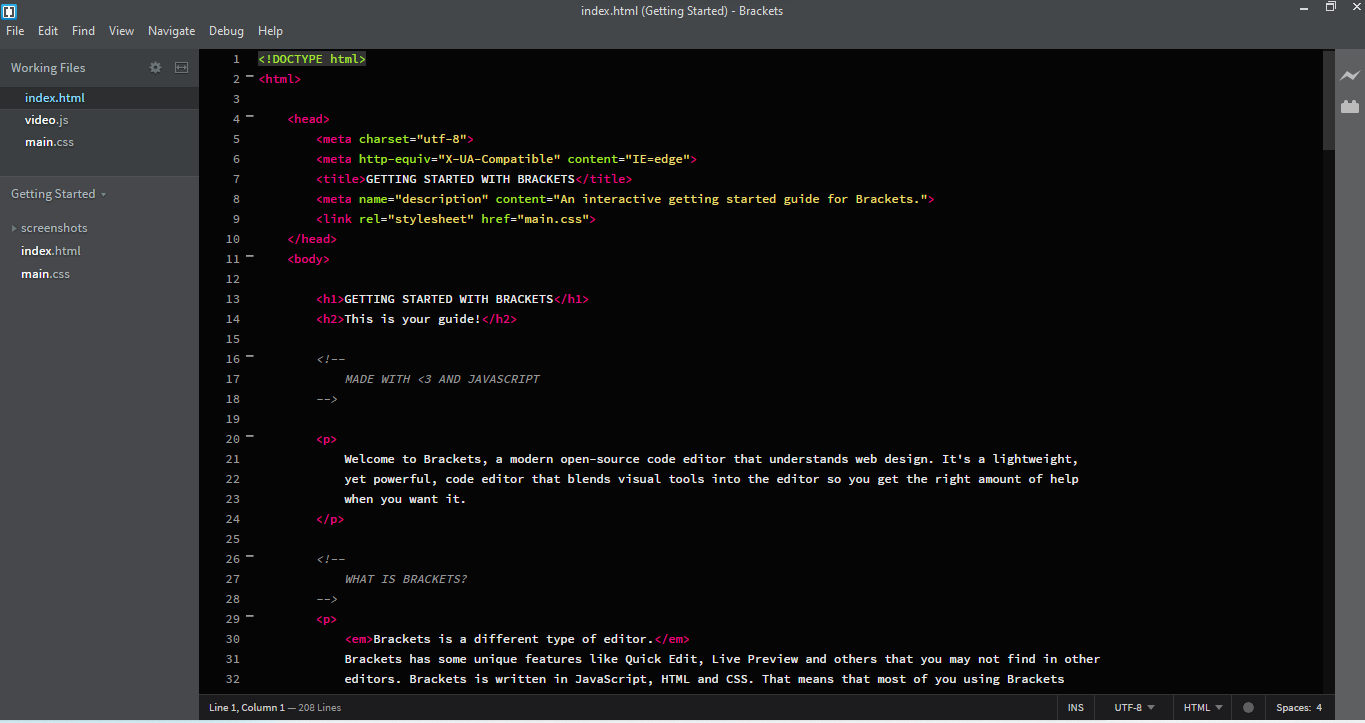 index.html (Getting Started) - Brackets
File Edit Find View Navigate Debug Help
Working Files
index.html
video.js
main.css
Getting Started
screenshots
index.html
main.css
1 <!DOCTYPE html>
2 <html>
3
4 <head>
5 <meta charset="utf-8">
6 <meta http-equiv="X-UA-Compatible" content="IE=edge">
7 <title>GETTING STARTED WITH BRACKETS</title>
8 <meta name="description" content="An interactive getting started guide for Brackets.">
9 <link rel="stylesheet" href="main.css">
10 </head>
11 <body>
12
13 <h1>GETTING STARTED WITH BRACKETS</h1>
14 <h2>This is your guide!</h2>
15
16 <!--
17 MADE WITH <3 AND JAVASCRIPT
18 -->
19
20 <p>
21 Welcome to Brackets, a modern open-source code editor that understands web design. It's a lightweight,
22 yet powerful, code editor that blends visual tools into the editor so you get the right amount of help
23 when you want it.
24 </p>
25
26 <!--
27 WHAT IS BRACKETS?
28 -->
29 <p>
30 <em>Brackets is a different type of editor.</em>
31 Brackets has some unique features like Quick Edit, Live Preview and others that you may not find in other
32 editors. Brackets is written in JavaScript, HTML and CSS. That means that most of you using Brackets
Line 1, Column 1 — 208 Lines
INS UTF-8 HTML Spaces: 4